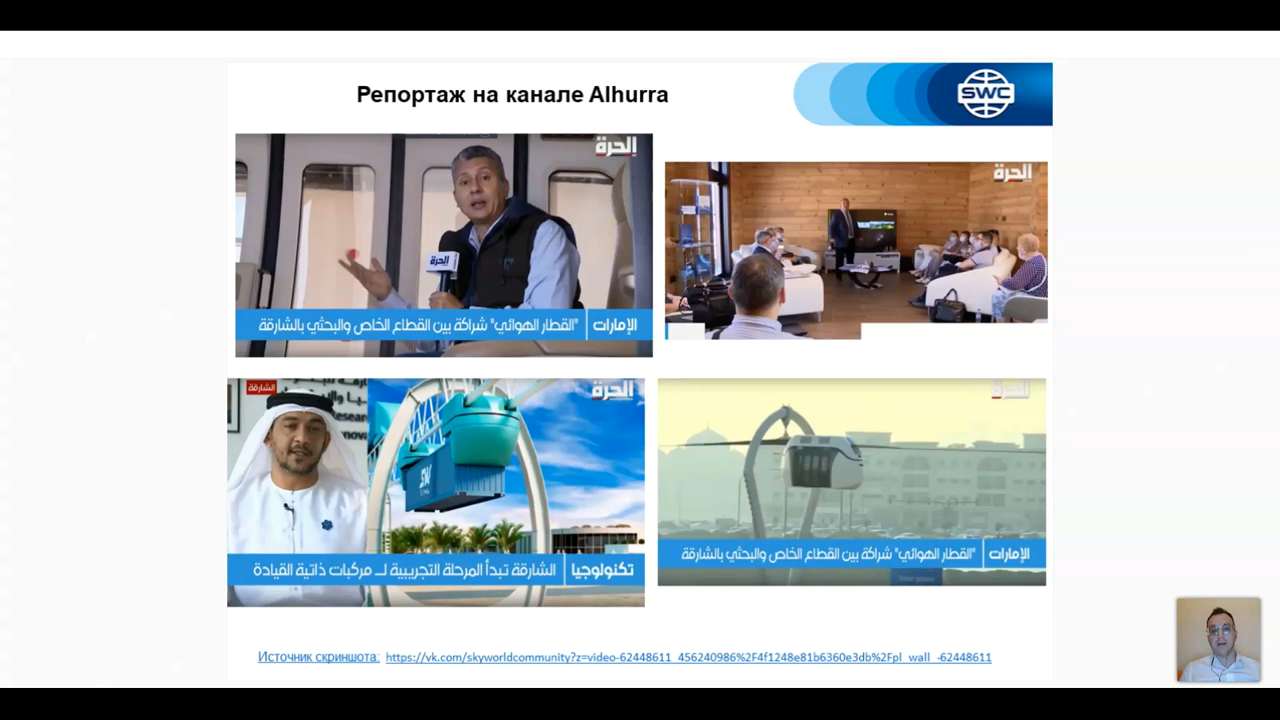 Репортаж на канале Alhurra
SWC
الحرة
الحرة
الحرة
الإمارات "القطار الهوائي" شراكة بين القطاع الخاص والبحثي بالشارقة
الشارقة
الحرة
الحرة
تكنولوجيا الشارقة تبدأ المرحلة التجريبية لـ مركبات ذاتية القيادة
الإمارات "القطار الهوائي" شراكة بين القطاع الخاص والبحثي بالشارقة
Источник скриншота: https://vk.com/skyworldcommunity?z=video-62448611_456240986%2F4f1248e81b6360e3db%2Fpl_wall_-62448611